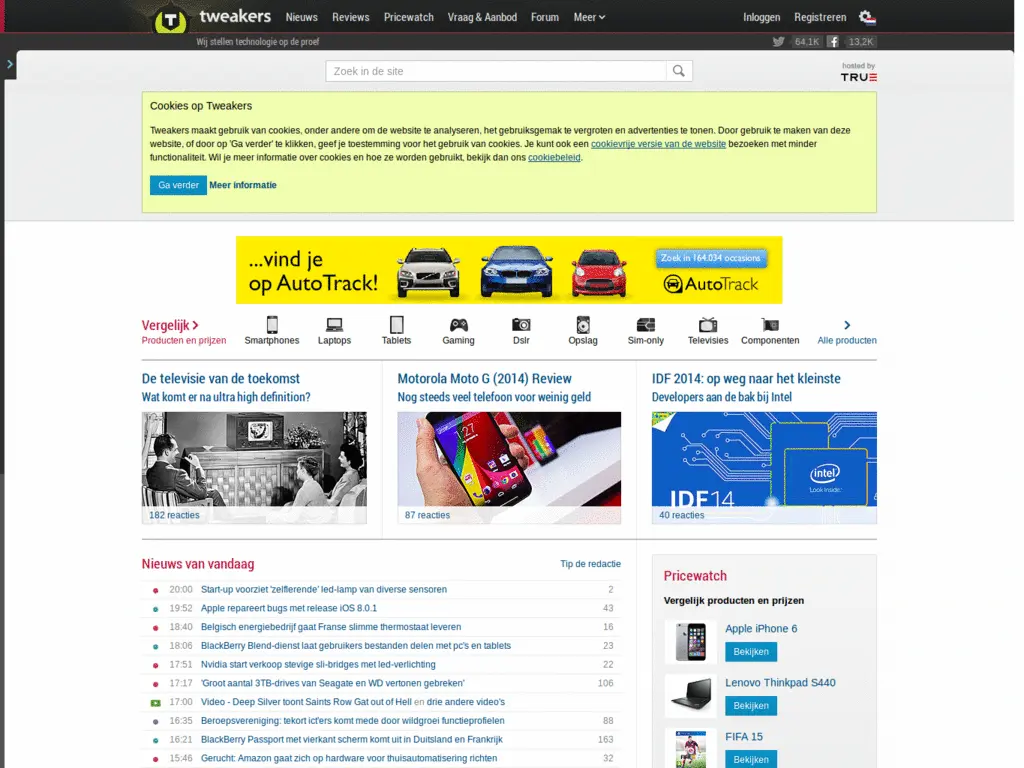 tweakers Nieuws Reviews Pricewatch Vraag & Aanbod Forum Meer Inloggen Registreren
Wij stellen technologie op de proef 64,1K 13,2K
Zoek in de site
hosted by
TRUE
Cookies op Tweakers
Tweakers maakt gebruik van cookies, onder andere om de website te analyseren, het gebruiksgemak te vergroten en advertenties te tonen. Door gebruik te maken van deze
website, of door op 'Ga verder' te klikken, geef je toestemming voor het gebruik van cookies. Je kunt ook een cookievrije versie van de website bezoeken met minder
functionaliteit. Wil je meer informatie over cookies en hoe ze worden gebruikt, bekijk dan ons cookiebeleid.
Ga verder Meer informatie
...vind je
op AutoTrack!
Zoek in 164.034 occasions
AutoTrack
Vergelijk
Producten en prijzen Smartphones Laptops Tablets Gaming Dslr Opslag Sim-only Televisies Componenten Alle producten
De televisie van de toekomst
Wat komt er na ultra high definition?
182 reacties
Motorola Moto G (2014) Review
Nog steeds veel telefoon voor weinig geld
1:27
87 reacties
IDF 2014: op weg naar het kleinste
Developers aan de bak bij Intel
intel
Look Inside.
IDF14
40 reacties
Nieuws van vandaag Tip de redactie
20:00 Start-up voorziet 'zelflerende' led-lamp van diverse sensoren 2
19:52 Apple repareert bugs met release iOS 8.0.1 43
18:40 Belgisch energiebedrijf gaat Franse slimme thermostaat leveren 16
18:06 BlackBerry Blend-dienst laat gebruikers bestanden delen met pc's en tablets 23
17:51 Nvidia start verkoop stevige sli-bridges met led-verlichting 22
17:17 'Groot aantal 3TB-drives van Seagate en WD vertonen gebreken' 106
17:00 Video - Deep Silver toont Saints Row Gat out of Hell en drie andere video's
16:35 Beroepsvereniging: tekort ict'ers komt mede door wildgroei functieprofielen 88
16:21 BlackBerry Passport met vierkant scherm komt uit in Duitsland en Frankrijk 163
15:46 Gerucht: Amazon gaat zich op hardware voor thuisautomatisering richten 32
Pricewatch
Vergelijk producten en prijzen
Apple iPhone 6
Bekijken
Lenovo Thinkpad S440
Bekijken
FIFA 15
Bekijken